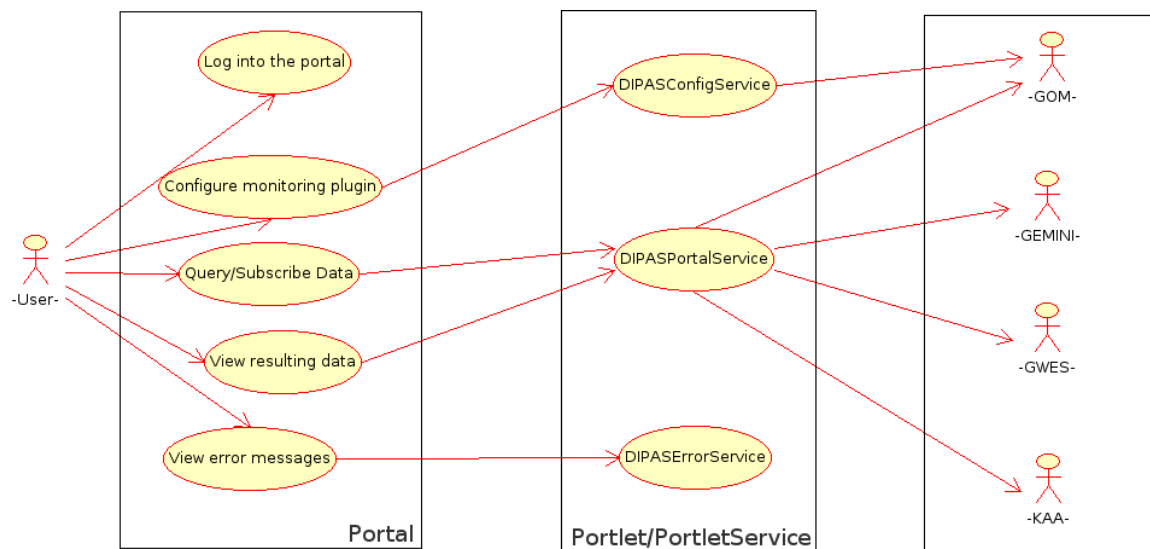 Log into the portal
Configure monitoring plugin
-User-
Query/Subscribe Data
View resulting data
View error messages
Portal
DIPASConfigService
DIPASPortalService
DIPASErrorService
Portlet/PortletService
-GOM-
-GEMINI-
-GWES-
-KAA-